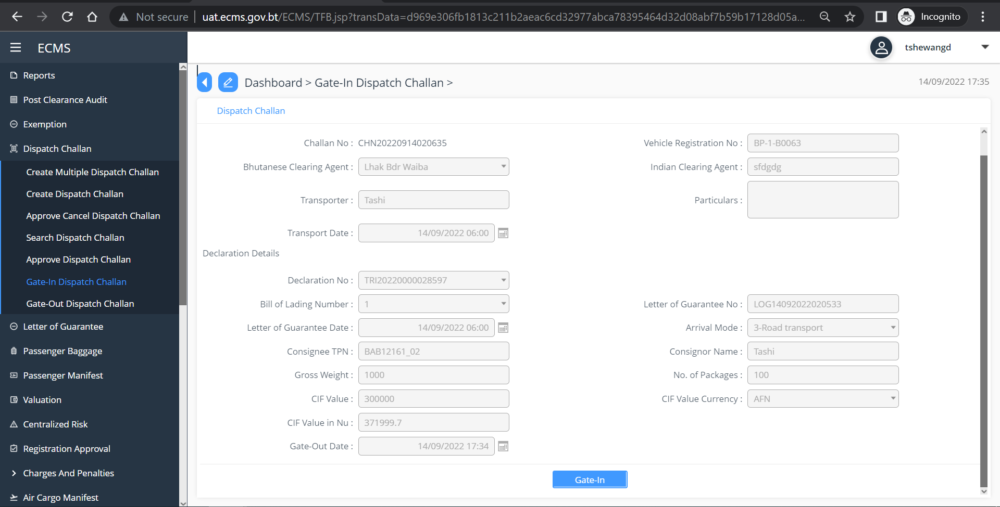 Not secure
uat.ecms.gov.bt/ECMS/TFB.jsp?transData=d969e306fb1813c211b2aeac6cd32977abca78395464d32d08abf7b59b17128d05a...
Incognito
ECMS
tshewangd
Reports
Post Clearance Audit
Exemption
Dispatch Challan
Create Multiple Dispatch Challan
Create Dispatch Challan
Approve Cancel Dispatch Challan
Search Dispatch Challan
Approve Dispatch Challan
Gate-In Dispatch Challan
Gate-Out Dispatch Challan
Letter of Guarantee
Passenger Baggage
Passenger Manifest
Valuation
Centralized Risk
Registration Approval
Charges And Penalties
Air Cargo Manifest
Dashboard > Gate-In Dispatch Challan >
14/09/2022 17:35
Dispatch Challan
Challan No : CHN20220914020635
Vehicle Registration No : BP-1-B0063
Bhutanese Clearing Agent : Lhak Bdr Waiba
Indian Clearing Agent : sfdgdg
Transporter : Tashi
Particulars :
Transport Date : 14/09/2022 06:00
Declaration Details
Declaration No : TRI20220000028597
Bill of Lading Number : 1
Letter of Guarantee No : LOG14092022020533
Letter of Guarantee Date : 14/09/2022 06:00
Arrival Mode : 3-Road transport
Consignee TPN : BAB12161_02
Consignor Name : Tashi
Gross Weight : 1000
No. of Packages : 100
CIF Value : 300000
CIF Value Currency : AFN
CIF Value in Nu : 371999.7
Gate-Out Date : 14/09/2022 17:34
Gate-In